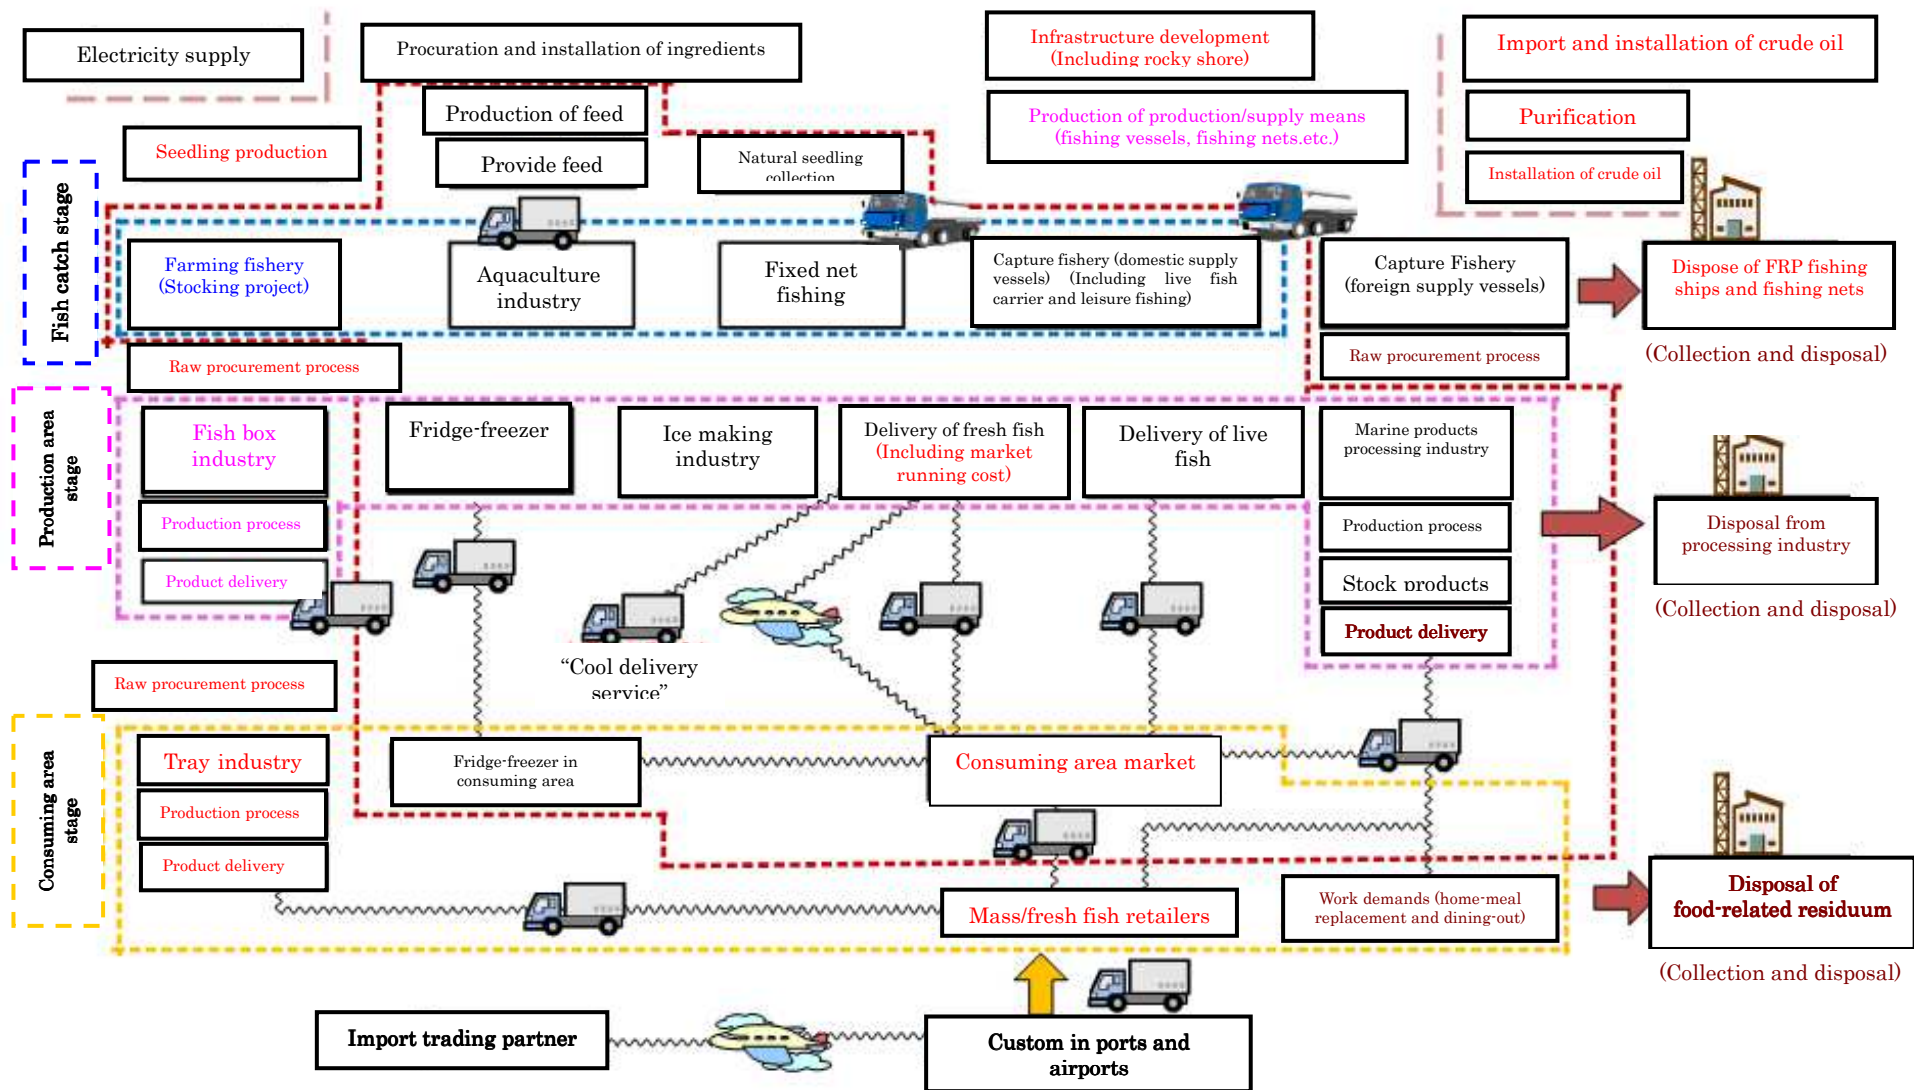 Electricity supply
Procuration and installation of ingredients
Infrastructure development
(Including rocky shore)
Import and installation of crude oil
Production of feed
Production of production/supply means
(fishing vessels, fishing nets.etc.)
Purification
Seedling production
Provide feed
Natural seedling
collection
Installation of crude oil
Fish catch stage
Farming fishery
(Stocking project)
Aquaculture
industry
Fixed net
fishing
Capture fishery (domestic supply
vessels) (Including live fish
carrier and leisure fishing)
Capture Fishery
(foreign supply vessels)
Dispose of FRP fishing
ships and fishing nets
(Collection and disposal)
Raw procurement process
Raw procurement process
Production area
stage
Fish box
industry
Fridge-freezer
Ice making
industry
Delivery of fresh fish
(Including market
running cost)
Delivery of live
fish
Marine products
processing industry
Production process
Production process
Disposal from
processing industry
Product delivery
Stock products
(Collection and disposal)
Product delivery
“Cool delivery
service”
Raw procurement process
Consuming area
stage
Tray industry
Fridge-freezer in
consuming area
Consuming area market
Production process
Product delivery
Mass/fresh fish retailers
Work demands (home-meal
replacement and dining-out)
Disposal of
food-related residuum
(Collection and disposal)
Import trading partner
Custom in ports and
airports